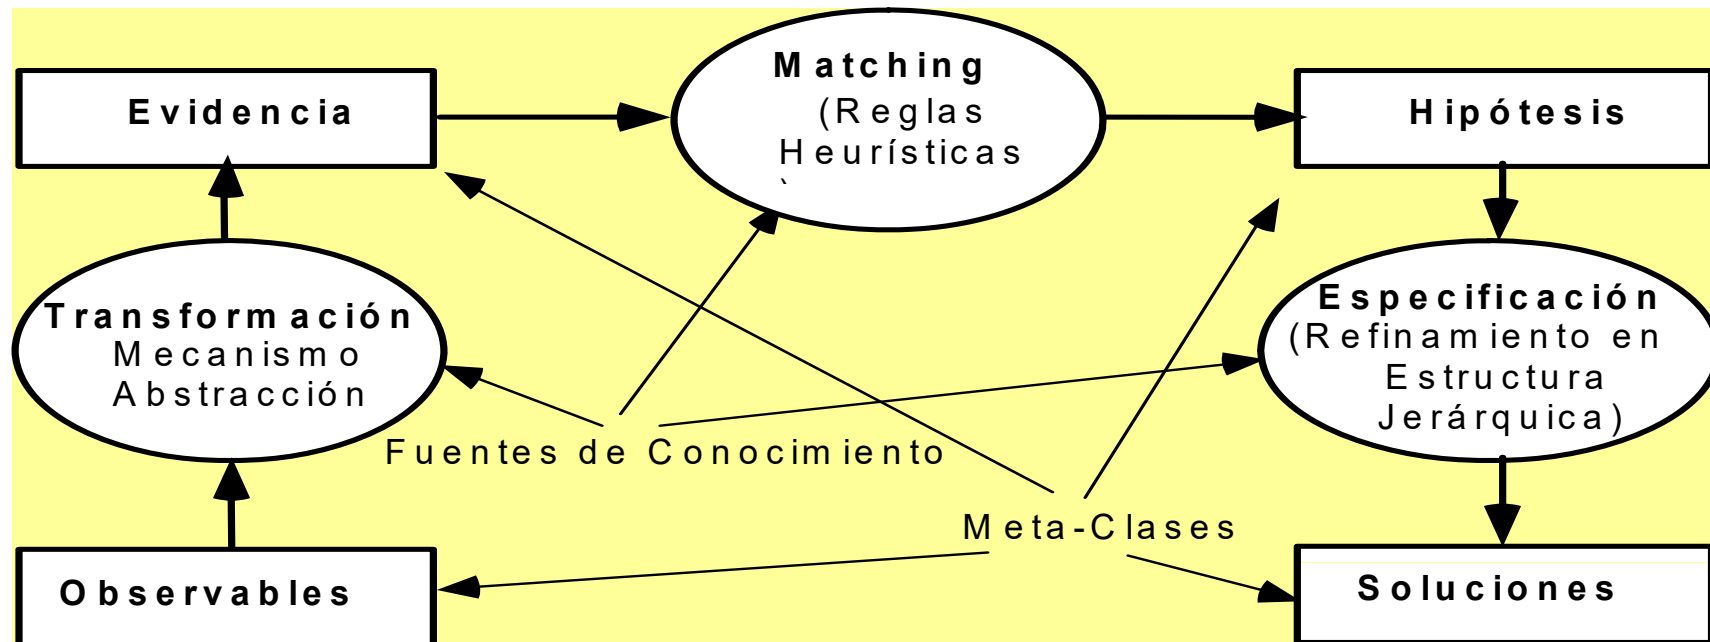 Evidencia
Matching
(Reglas
Heurísticas
)
Hipótesis
Transformación
Mecanismo
Abstracción
Especificación
(Refinamiento en
Estructura
Jerárquica)
Fuentes de Conocimiento
Meta-Clases
Observables
Soluciones